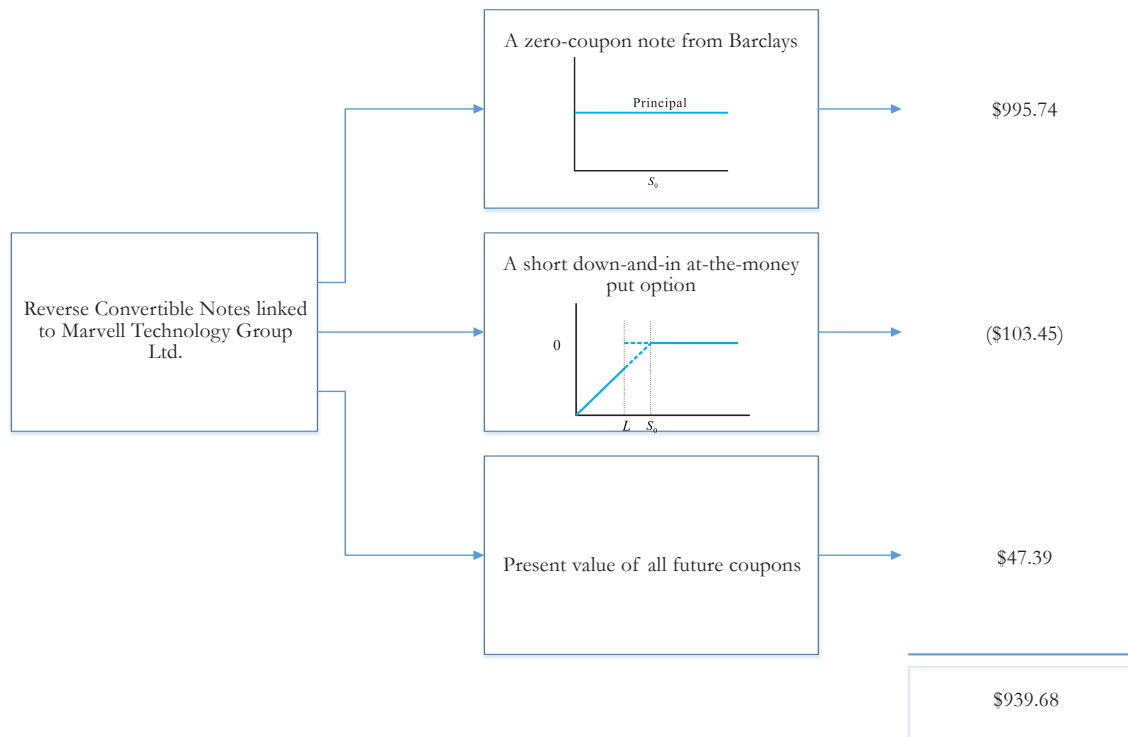 A zero-coupon note from Barclays
Principal
S₀
$995.74
Reverse Convertible Notes linked
to Marvell Technology Group
Ltd.
A short down-and-in at-the-money
put option
0
L S₀
($103.45)
Present value of all future coupons
$47.39
$939.68